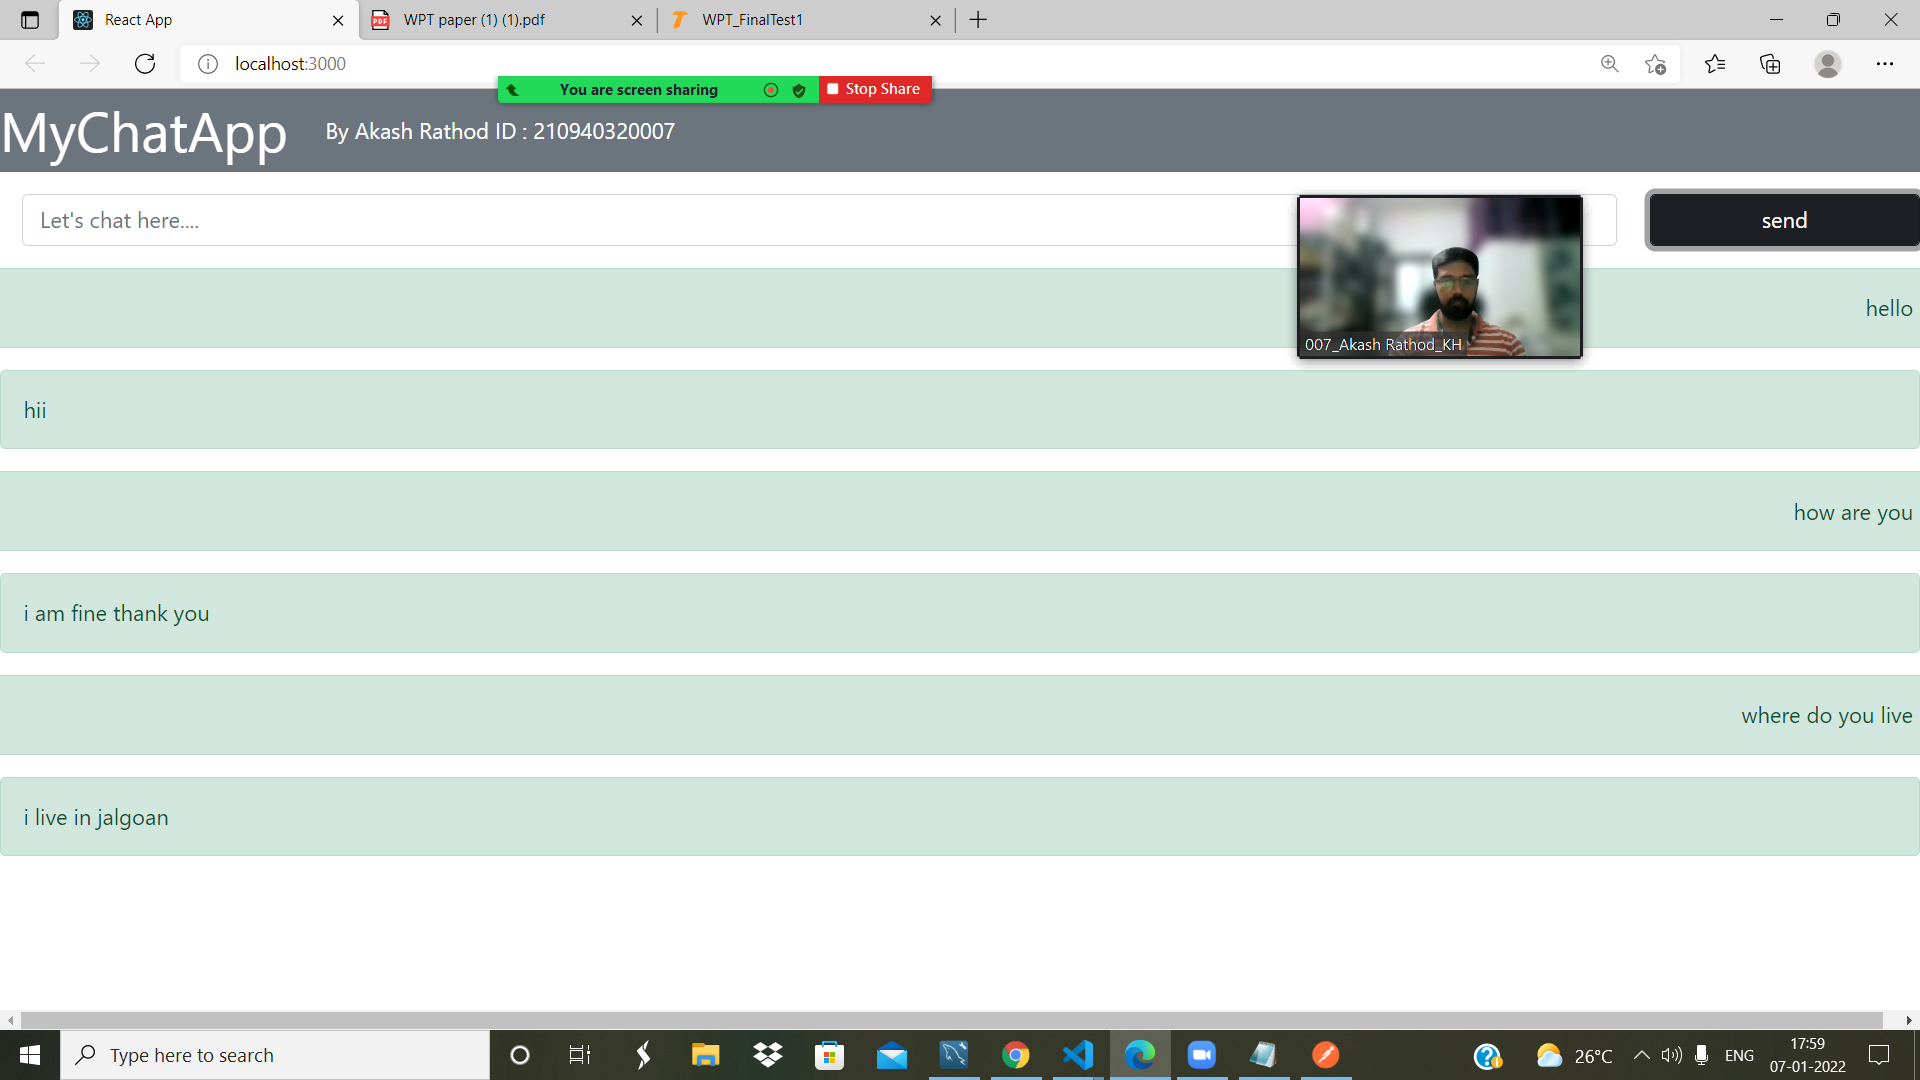 React App
WPT paper (1) (1).pdf
WPT_FinalTest1
localhost:3000
You are screen sharing
Stop Share
MyChatApp
By Akash Rathod ID : 210940320007
Let's chat here....
send
hello
007_Akash Rathod_KH
hii
how are you
i am fine thank you
where do you live
i live in jalgoan
Type here to search
26°C
ENG
17:59
07-01-2022